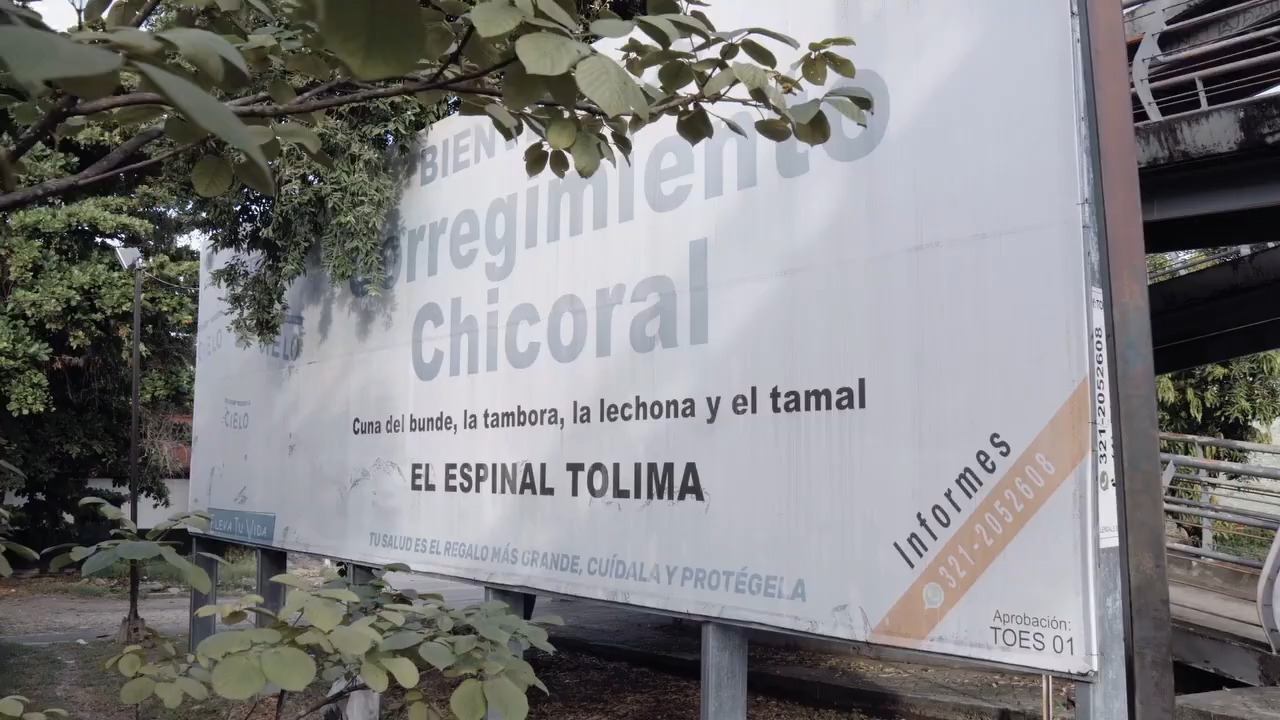 Corregimiento
Chicoral
CIELO
CIELO
Cuna del bunde, la tambora, la lechona y el tamal
EL ESPINAL TOLIMA
TU SALUD ES EL REGALO MÁS GRANDE, CUÍDALA Y PROTÉGELA
Informes
321-2052608
321-2052608
Aprobación:
TOES 01